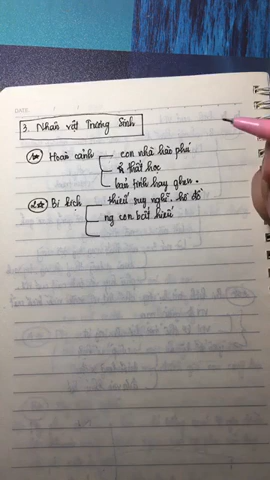 DATE / /
3. Nhân vật Trương Sinh
Hoàn cảnh con nhà hào phú
ít thất học
bản tính hay ghen.
Bi kịch thiếu suy nghĩ. hồ đồ
ng con bất hiếu